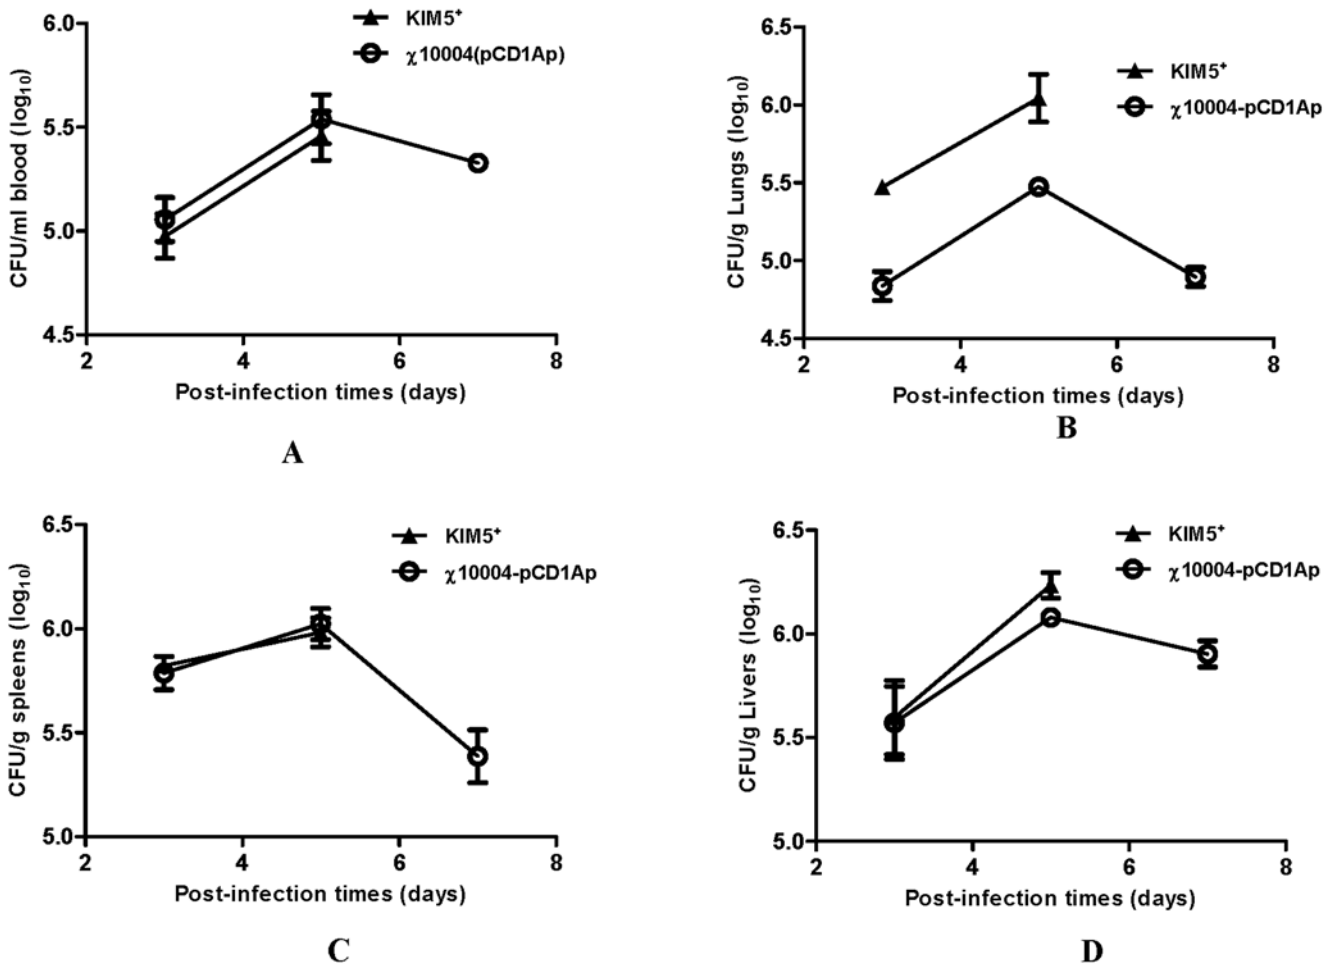 6.0
5.5
5.0
4.5
CFU/ml blood (log₁₀)
KIM5⁺
χ10004(pCD1Ap)
2 4 6 8
Post-infection times (days)
A
6.5
6.0
5.5
5.0
4.5
CFU/g Lungs (log₁₀)
KIM5⁺
χ10004-pCD1Ap
2 4 6 8
Post-infection times (days)
B
6.5
6.0
5.5
5.0
CFU/g spleens (log₁₀)
KIM5⁺
χ10004-pCD1Ap
2 4 6 8
Post-infection times (days)
C
6.5
6.0
5.5
5.0
CFU/g Livers (log₁₀)
KIM5⁺
χ10004-pCD1Ap
2 4 6 8
Post-infection times (days)
D